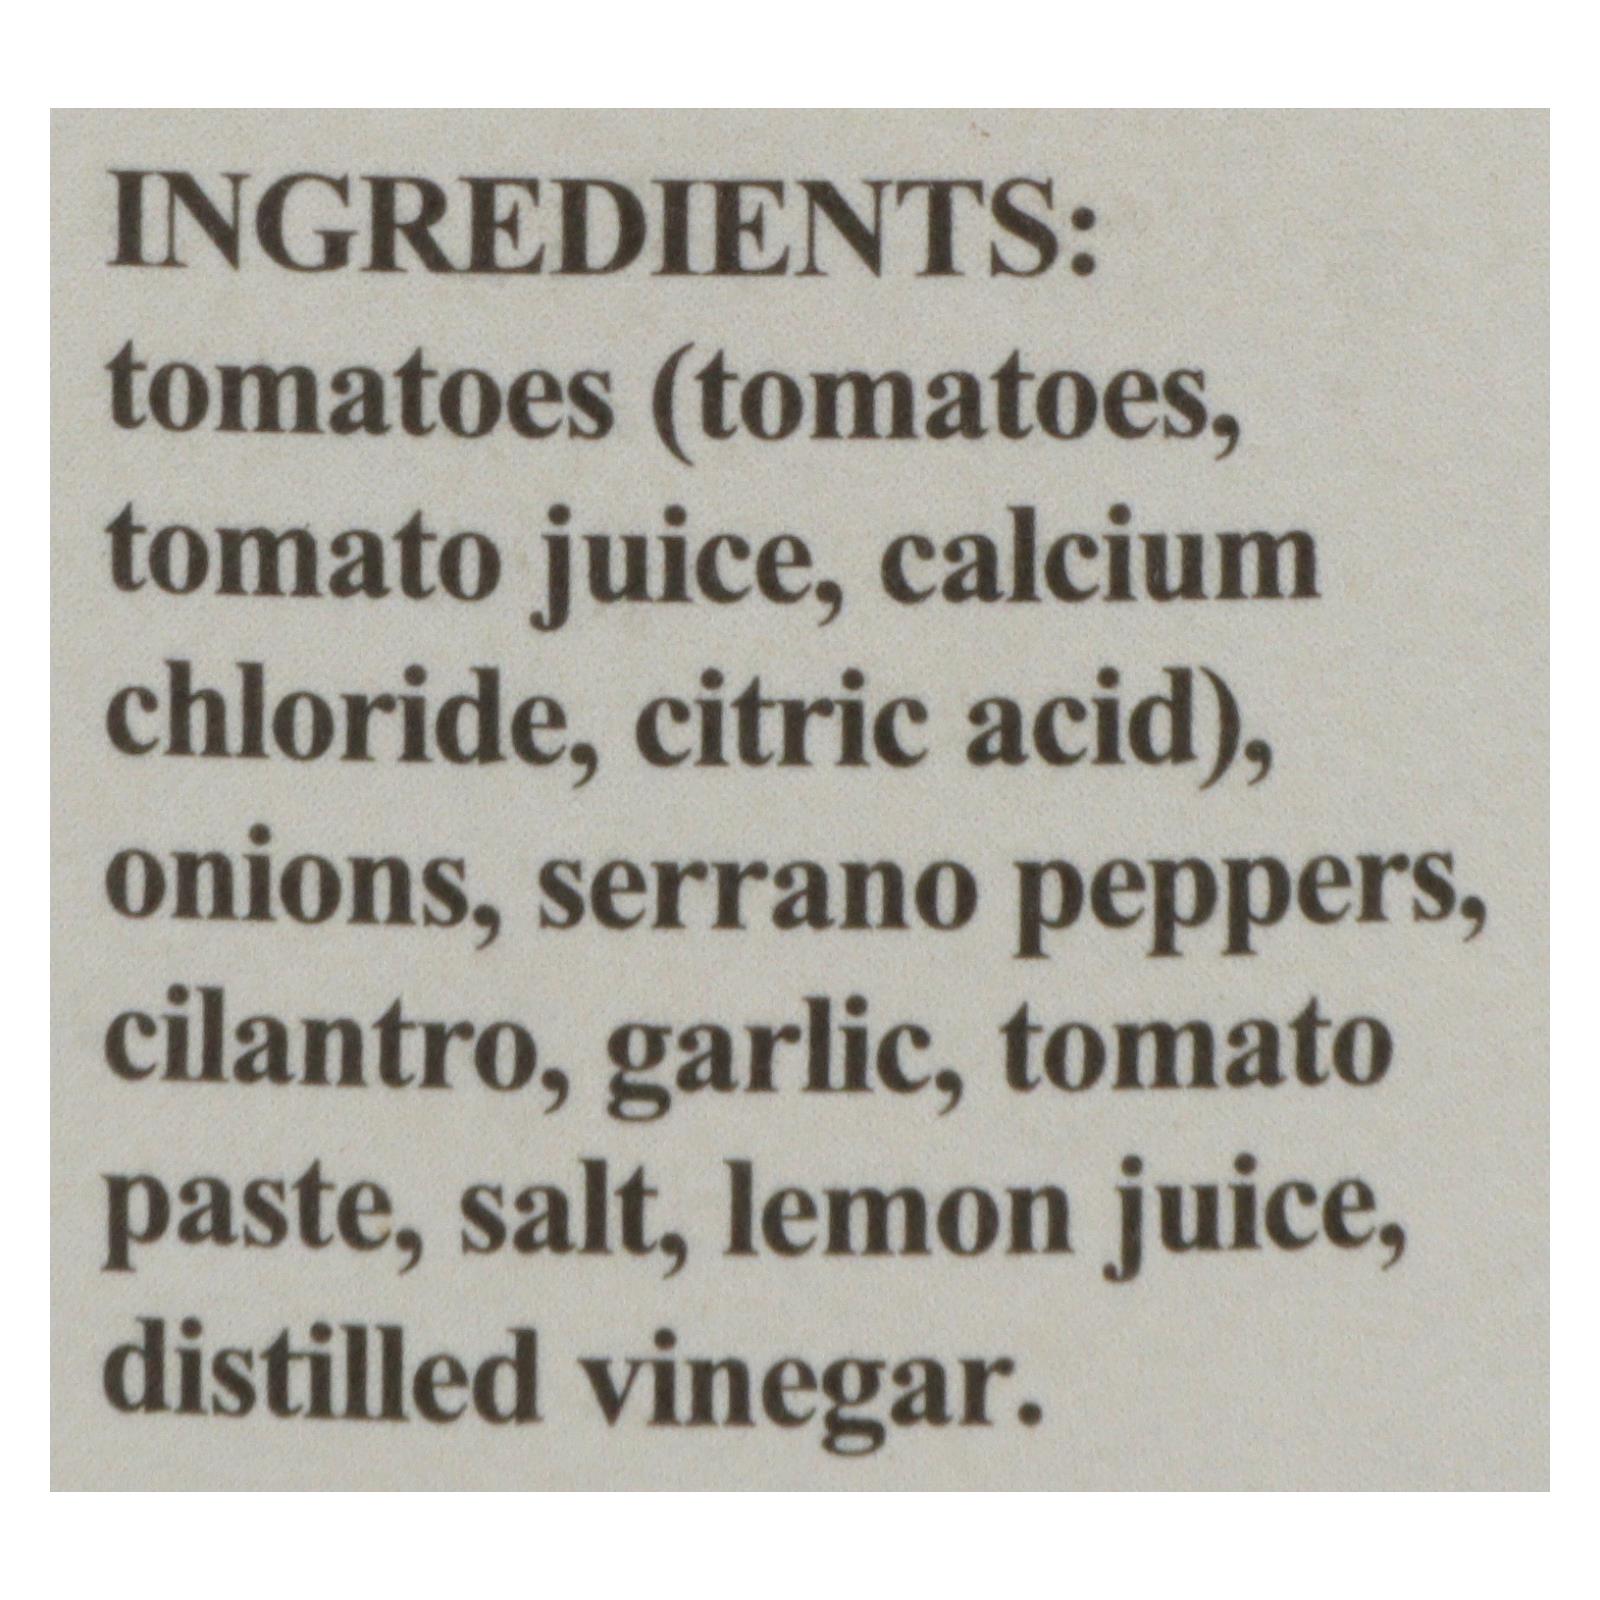 INGREDIENTS:
tomatoes (tomatoes,
tomato juice, calcium
chloride, citric acid),
onions, serrano peppers,
cilantro, garlic, tomato
paste, salt, lemon juice,
distilled vinegar.